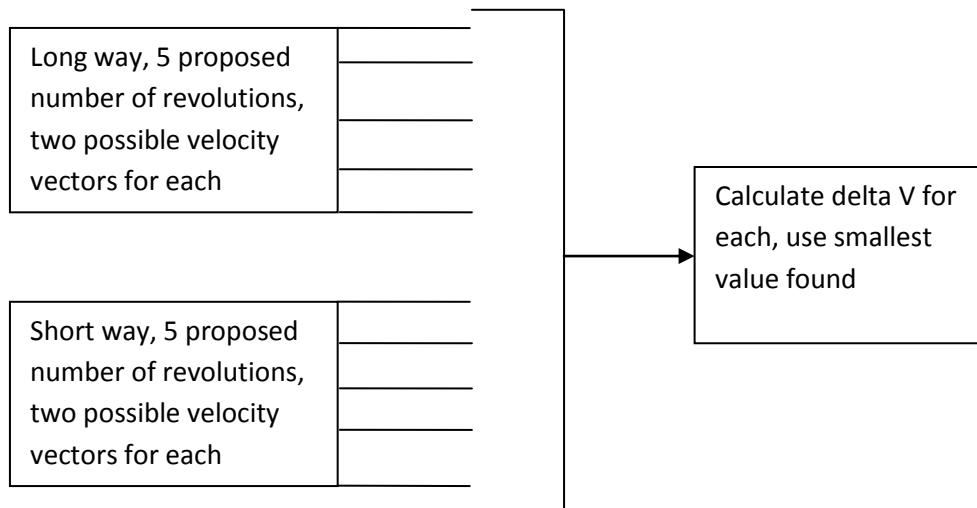 Long way, 5 proposed
number of revolutions,
two possible velocity
vectors for each
Calculate delta V for
each, use smallest
value found
Short way, 5 proposed
number of revolutions,
two possible velocity
vectors for each